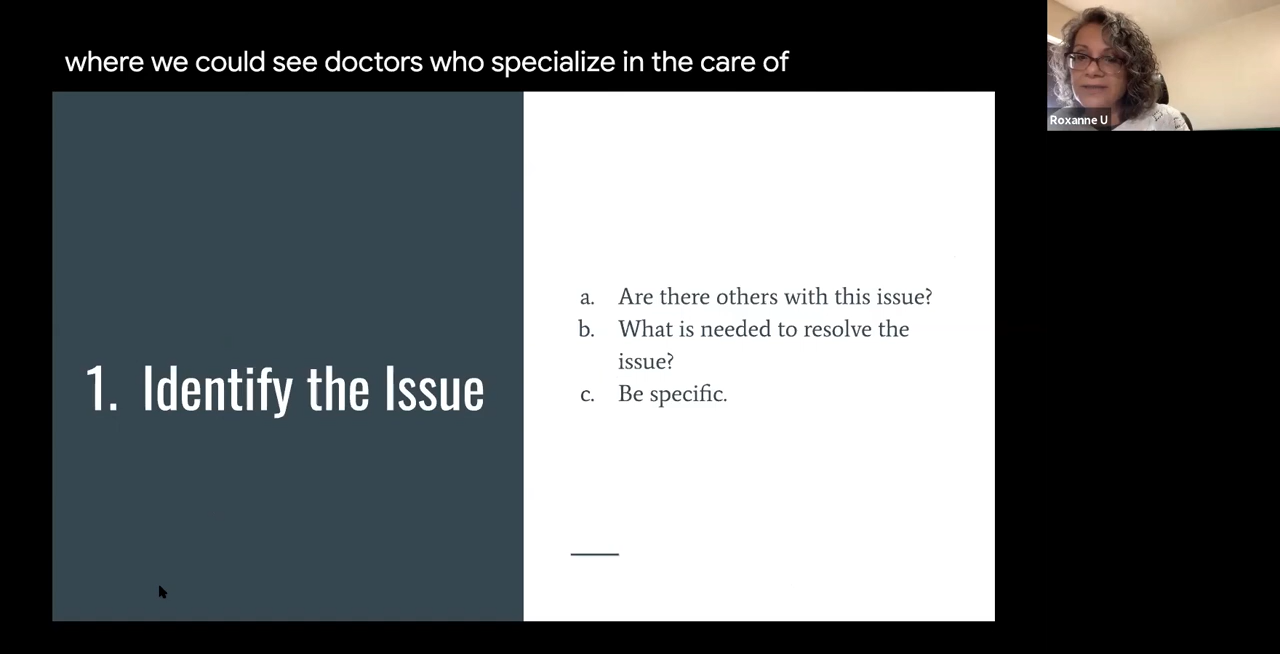 where we could see doctors who specialize in the care of
Roxanne U
1. Identify the Issue
a. Are there others with this issue?
b. What is needed to resolve the
issue?
c. Be specific.